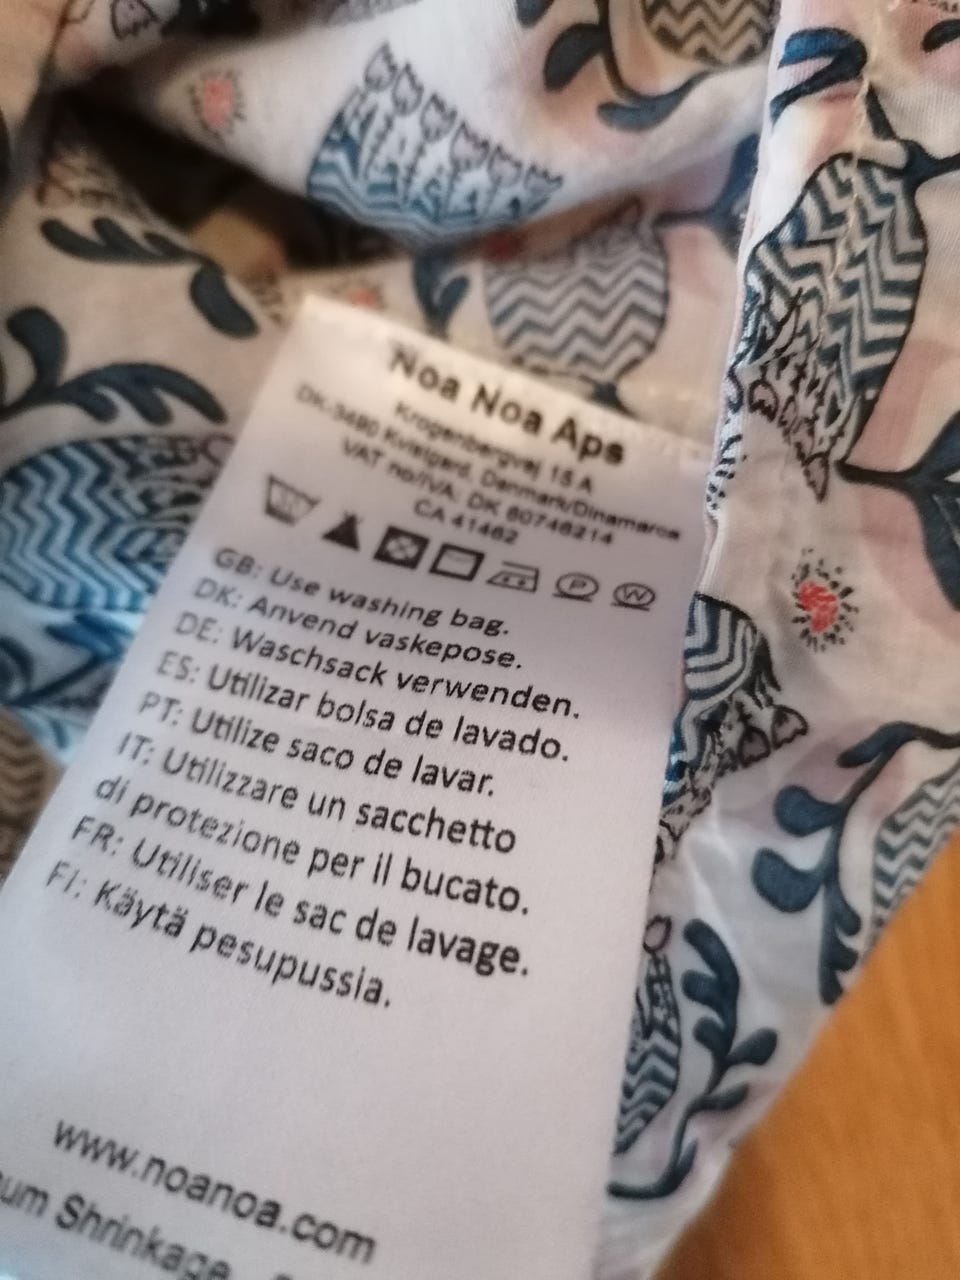 Noa Noa Aps
Krogenbergvej 15 A
DK-3490 Kvistgård, Danmark/Dinamarca
VAT no/IVA: DK 60746214
CA 41462
P W
GB: Use washing bag.
DK: Anvend vaskepose.
DE: Waschsack verwenden.
ES: Utilizar bolsa de lavado.
PT: Utilize saco de lavar.
IT: Utilizzare un sacchetto
di protezione per il bucato.
FR: Utiliser le sac de lavage.
FI: Käytä pesupussia.
www.noanoa.com
Shrinkage